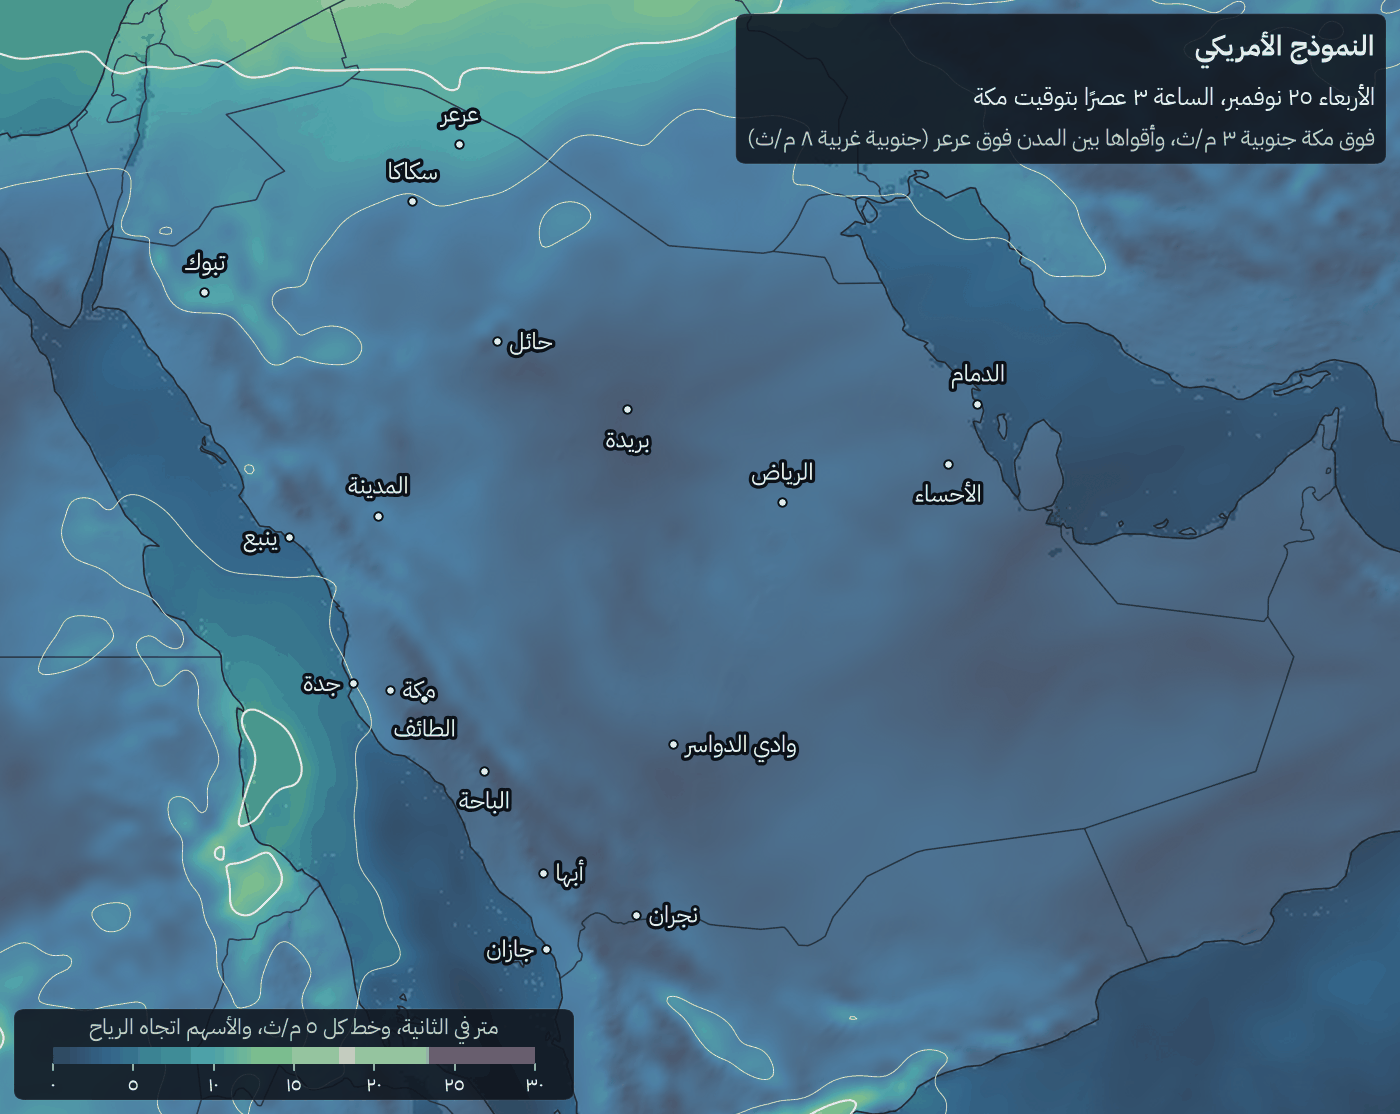 النموذج الأمريكي
الأربعاء ٢٥ نوفمبر، الساعة ٣ عصرًا بتوقيت مكة
فوق مكة جنوبية ٣ م/ث، وأقواها بين المدن فوق عرعر (جنوبية غربية ٨ م/ث)
عرعر
سكاكا
تبوك
حائل
الدمام
بريدة
الرياض
المدينة
الأحساء
ينبع
جدة
مكة
الطائف
وادي الدواسر
الباحة
أبها
نجران
جازان
متر في الثانية، وخط كل ٥ م/ث، والأسهم اتجاه الرياح
٠ ٥ ١٠ ١٥ ٢٠ ٢٥ ٣٠